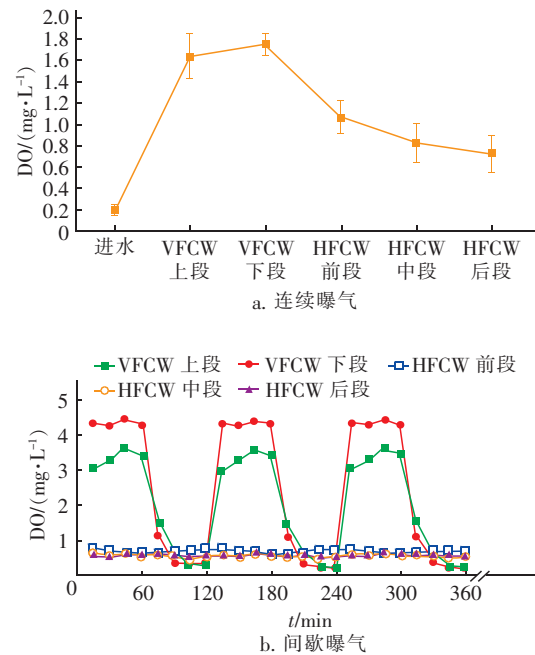 DO/(mg·L⁻¹)
2.0
1.8
1.6
1.4
1.2
1.0
0.8
0.6
0.4
0.2
0
进水 VFCW 上段 VFCW 下段 HFCW 前段 HFCW 中段 HFCW 后段
a. 连续曝气
VFCW 上段 VFCW 下段 HFCW 前段
HFCW 中段 HFCW 后段
DO/(mg·L⁻¹)
5
4
3
2
1
0 60 120 180 240 300 360
t/min
b. 间歇曝气